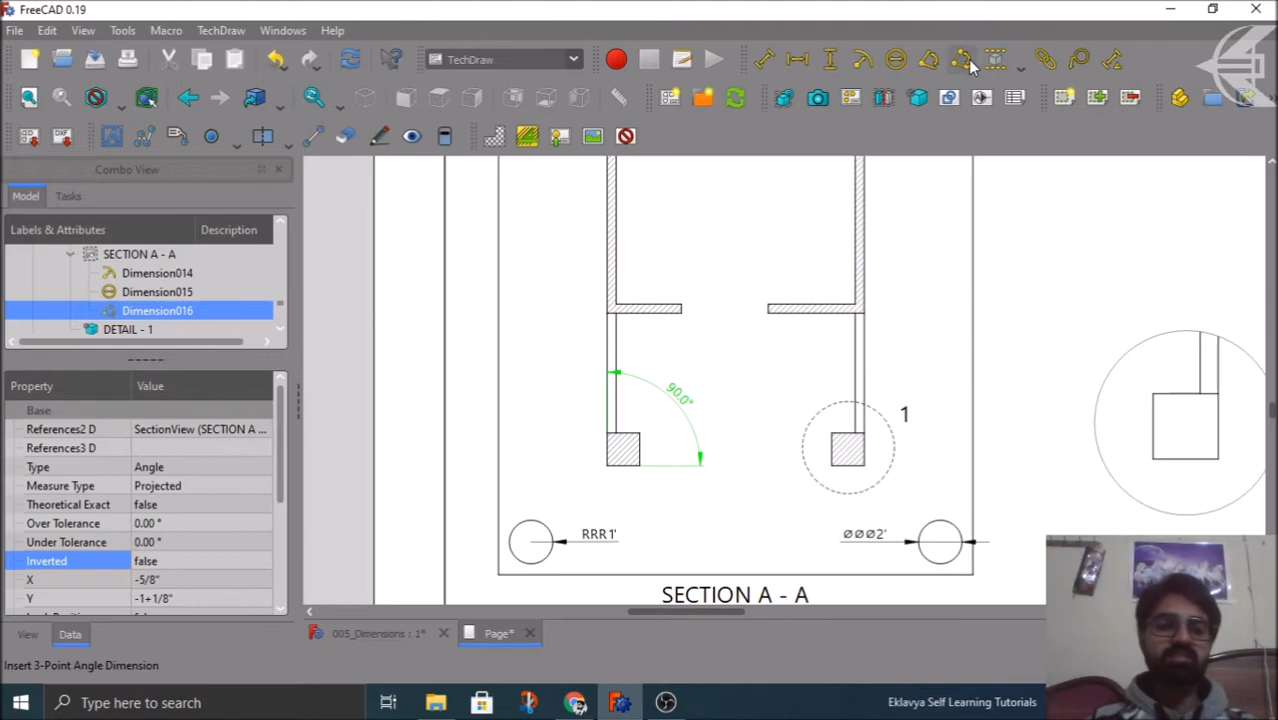 FreeCAD 0.19
File Edit View Tools Macro TechDraw Windows Help
TechDraw
Combo View
Model Tasks
Labels & Attributes Description
SECTION A - A
Dimension014
Dimension015
Dimension016
DETAIL - 1
Property Value
Base
References2 D SectionView (SECTION A ...
References3 D
Type Angle
Measure Type Projected
Theoretical Exact false
Over Tolerance 0.00 °
Under Tolerance 0.00 °
Inverted false
X -5/8"
Y -1+1/8"
View Data
90.0°
1
RRR1'
⌀⌀⌀2'
SECTION A - A
005_Dimensions : 1*
Page*
Insert 3-Point Angle Dimension
Type here to search
Eklavya Self Learning Tutorials